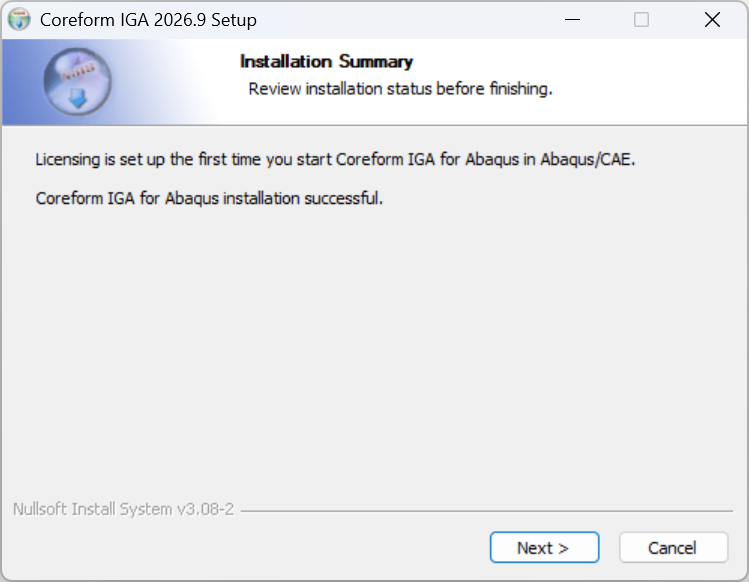 Coreform IGA 2026.9 Setup
Installation Summary
Review installation status before finishing.
Licensing is set up the first time you start Coreform IGA for Abaqus in Abaqus/CAE.
Coreform IGA for Abaqus installation successful.
Nullsoft Install System v3.08-2
Next >
Cancel